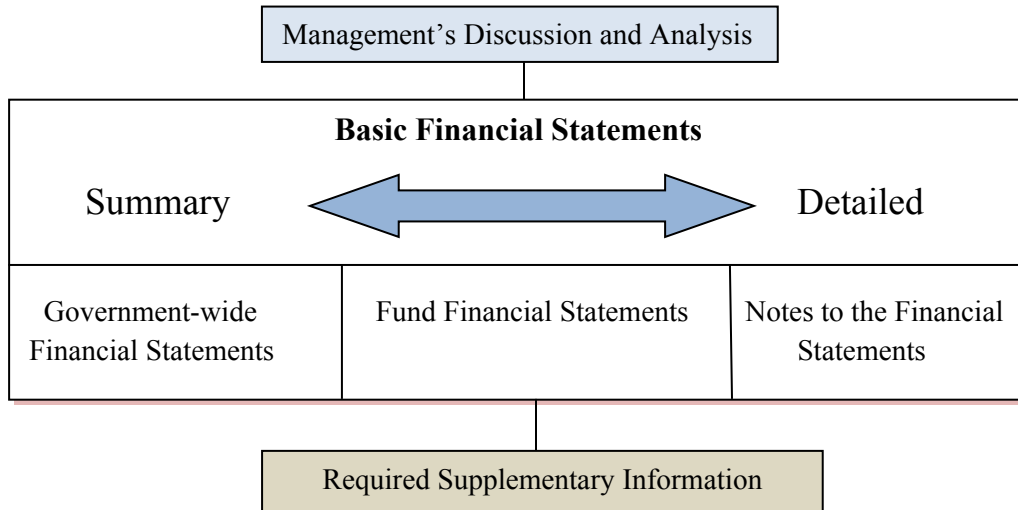 Management’s Discussion and Analysis
Basic Financial Statements
Summary
Detailed
Government-wide
Financial Statements
Fund Financial Statements
Notes to the Financial
Statements
Required Supplementary Information